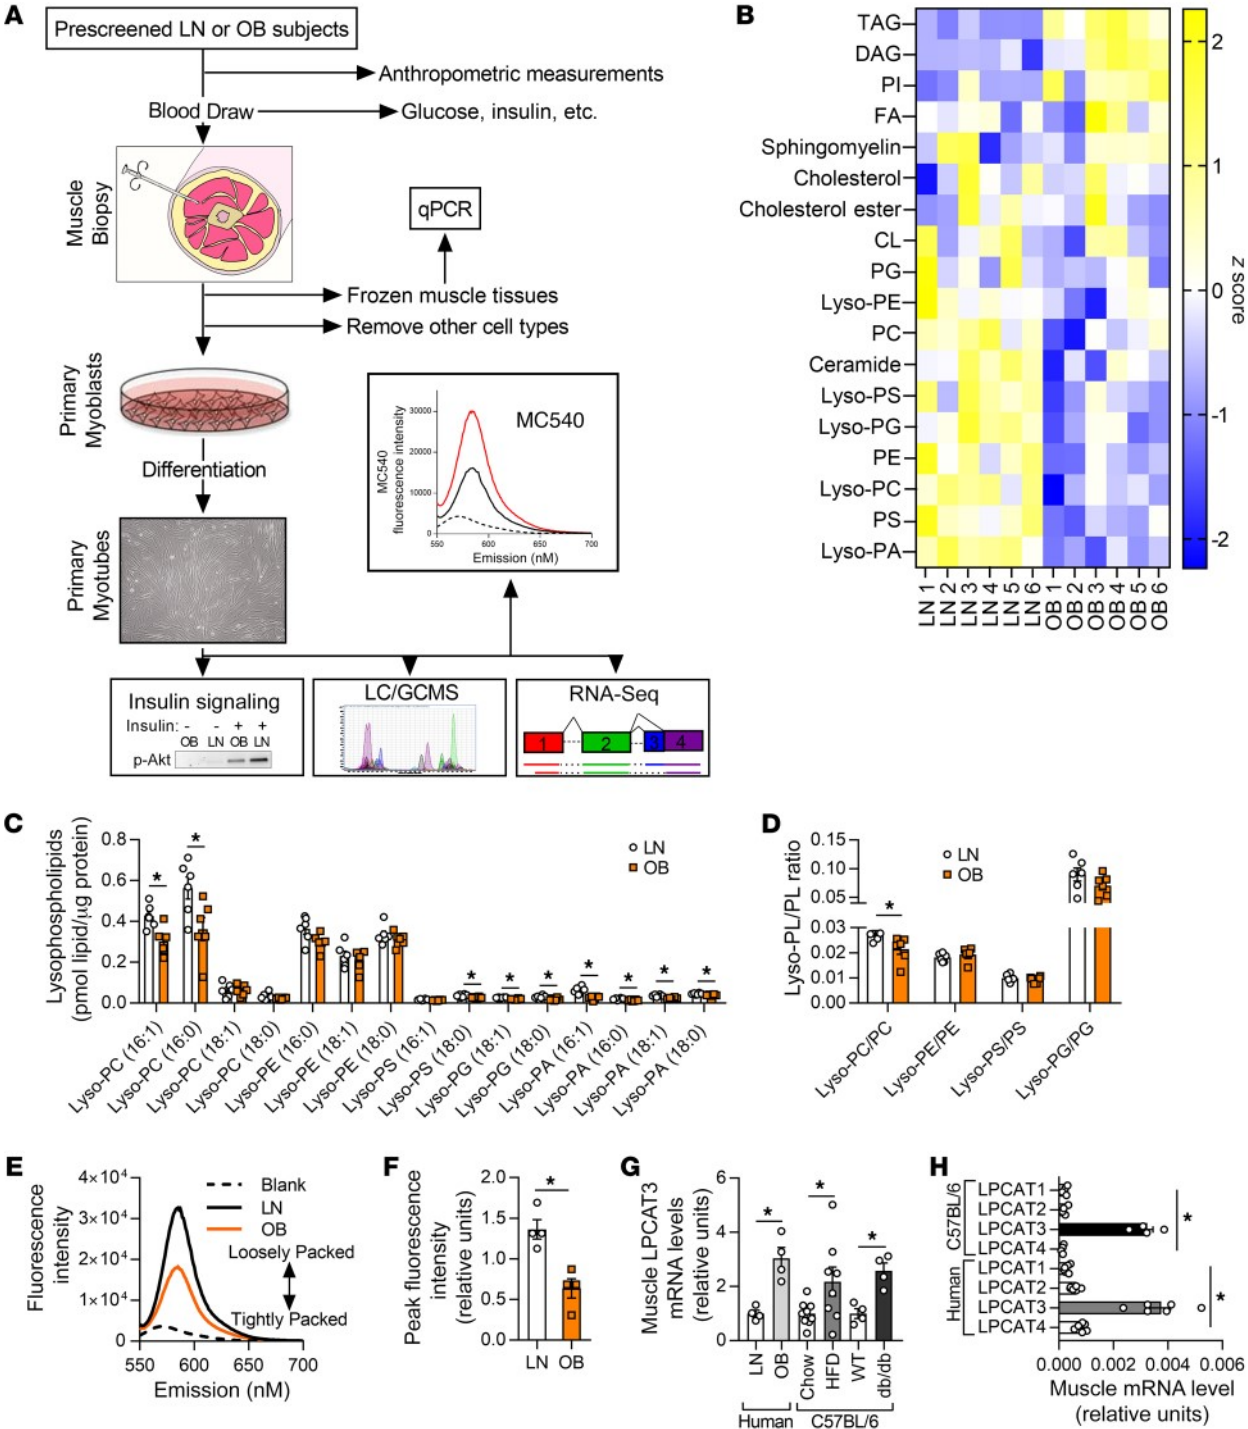 A
Prescreened LN or OB subjects
Anthropometric measurements
Blood Draw
Glucose, insulin, etc.
Muscle
Biopsy
qPCR
Frozen muscle tissues
Remove other cell types
Primary
Myoblasts
Differentiation
Primary
Myotubes
MC540
MC540
fluorescence intensity
30000
20000
10000
0
550
600
650
700
Emission (nM)
Insulin signaling
Insulin: - - + +
OB LN OB LN
p-Akt
LC/GCMS
RNA-Seq
1
2
3
4
B
TAG
DAG
PI
FA
Sphingomyelin
Cholesterol
Cholesterol ester
CL
PG
Lyso-PE
PC
Ceramide
Lyso-PS
Lyso-PG
PE
Lyso-PC
PS
Lyso-PA
LN 1
LN 2
LN 3
LN 4
LN 5
LN 6
OB 1
OB 2
OB 3
OB 4
OB 5
OB 6
2
1
0
-1
-2
z score
C
Lysophospholipids
(pmol lipid/μg protein)
0.8
0.6
0.4
0.2
0.0
LN
OB
* * * * * * * * *
Lyso-PC (16:1)
Lyso-PC (16:0)
Lyso-PC (18:1)
Lyso-PC (18:0)
Lyso-PE (16:0)
Lyso-PE (18:1)
Lyso-PE (18:0)
Lyso-PS (16:1)
Lyso-PS (18:0)
Lyso-PG (18:1)
Lyso-PG (18:0)
Lyso-PA (16:1)
Lyso-PA (16:0)
Lyso-PA (18:1)
Lyso-PA (18:0)
D
Lyso-PL/PL ratio
0.15
0.10
0.05
0.03
0.02
0.01
0.00
LN
OB
*
Lyso-PC/PC
Lyso-PE/PE
Lyso-PS/PS
Lyso-PG/PG
E
Fluorescence
intensity
4×10⁴
3×10⁴
2×10⁴
1×10⁴
0
Blank
LN
OB
Loosely Packed
Tightly Packed
550
600
650
700
Emission (nM)
F
Peak fluorescence
intensity
(relative units)
2.0
1.5
1.0
0.5
0.0
*
LN
OB
G
Muscle LPCAT3
mRNA levels
(relative units)
6
4
2
0
* * *
LN
OB
Chow
HFD
WT
db/db
Human
C57BL/6
H
C57BL/6
LPCAT1
LPCAT2
LPCAT3
LPCAT4
*
Human
LPCAT1
LPCAT2
LPCAT3
LPCAT4
*
0.000
0.002
0.004
0.006
Muscle mRNA level
(relative units)